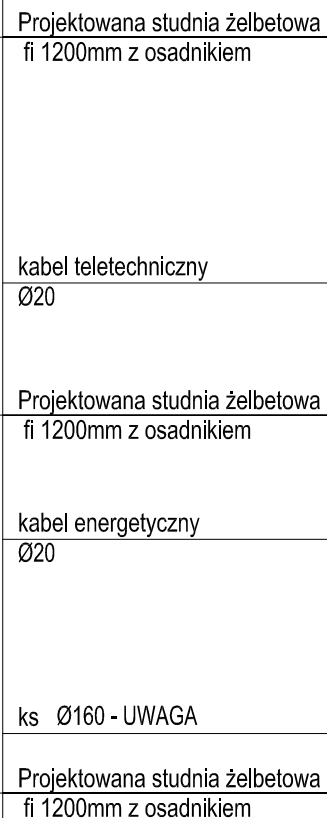 Projektowana studnia żelbetowa
fi 1200mm z osadnikiem
kabel teletechniczny
Ø20
Projektowana studnia żelbetowa
fi 1200mm z osadnikiem
kabel energetyczny
Ø20
ks Ø160 - UWAGA
Projektowana studnia żelbetowa
fi 1200mm z osadnikiem